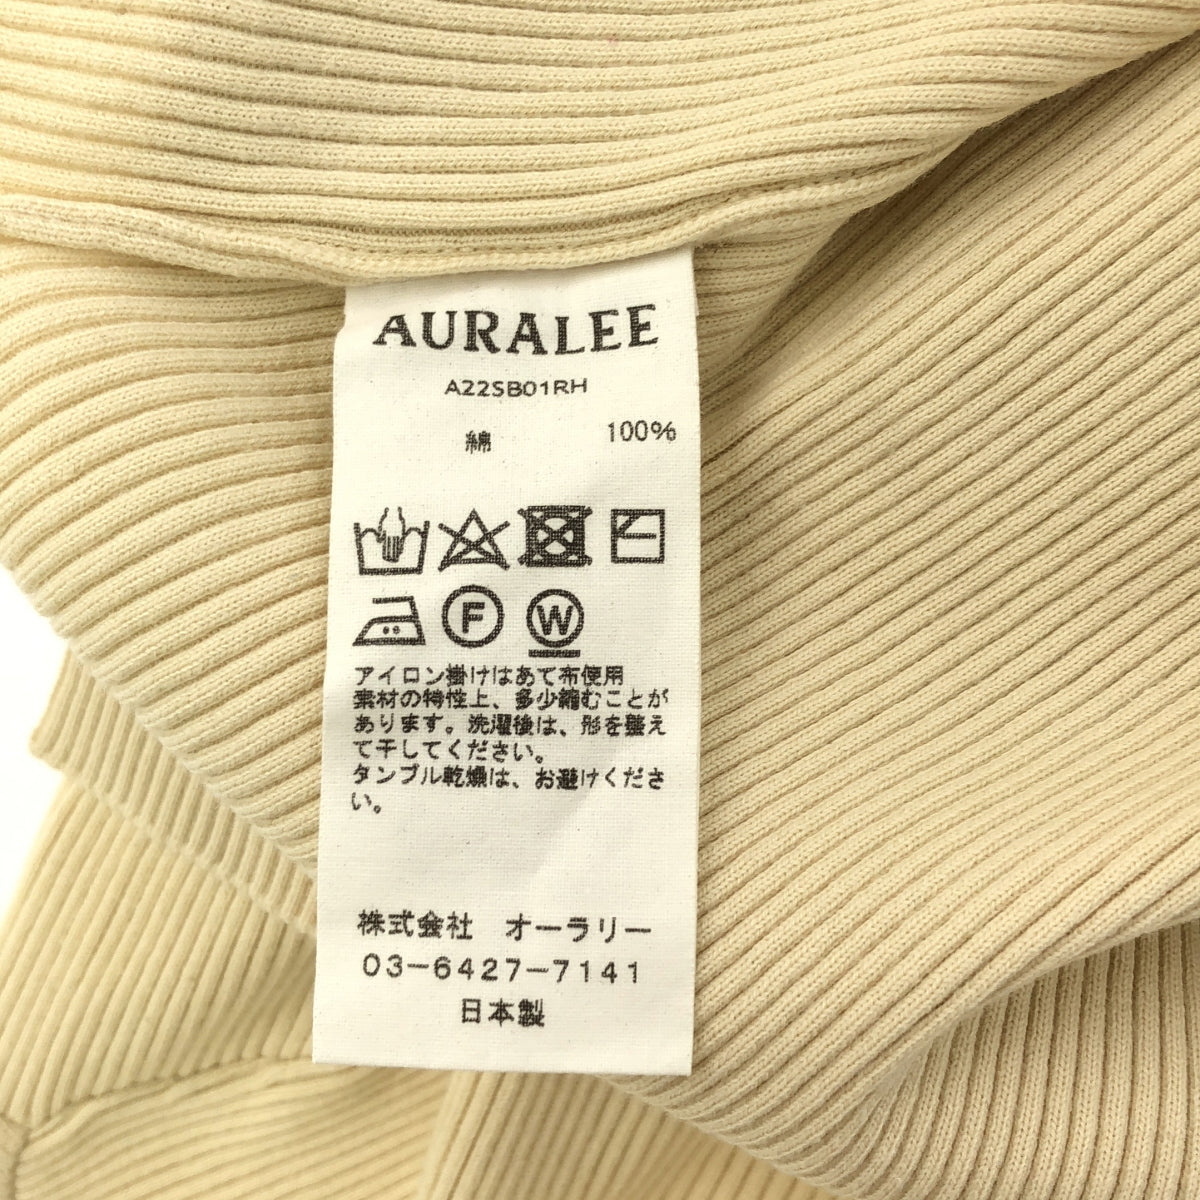 AURALEE
A22SB01RH
綿 100%
F W
アイロン掛けはあて布使用
素材の特性上、多少縮むことが
あります。洗濯後は、形を整え
て干してください。
タンブル乾燥は、お避けくださ
い。
株式会社 オーラリー
03-6427-7141
日本製